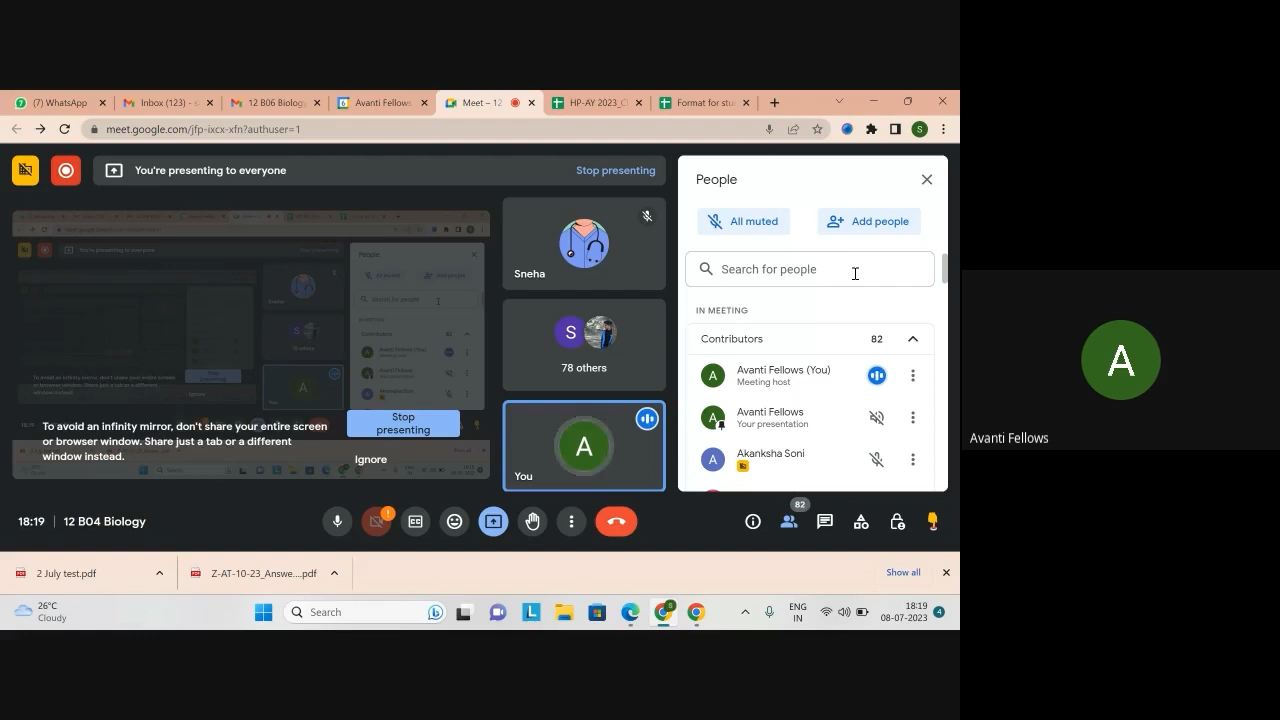 (7) WhatsApp
Inbox (123) - s
12 B06 Biology
Avanti Fellows
Meet – 12
HP-AY 2023_C
Format for stu
meet.google.com/jfp-ixcx-xfn?authuser=1
S
You're presenting to everyone
Stop presenting
People
All muted
Add people
Search for people
IN MEETING
Contributors
82
Avanti Fellows (You)
Meeting host
Avanti Fellows
Your presentation
Akanksha Soni
A
A
A
Sneha
S
78 others
A
You
To avoid an infinity mirror, don't share your entire screen
or browser window. Share just a tab or a different
window instead.
Stop
presenting
Ignore
18:19 | 12 B04 Biology
82
2 July test.pdf
Z-AT-10-23_Answe....pdf
Show all
26°C
Cloudy
Search
ENG
IN
18:19
08-07-2023
4
A
Avanti Fellows